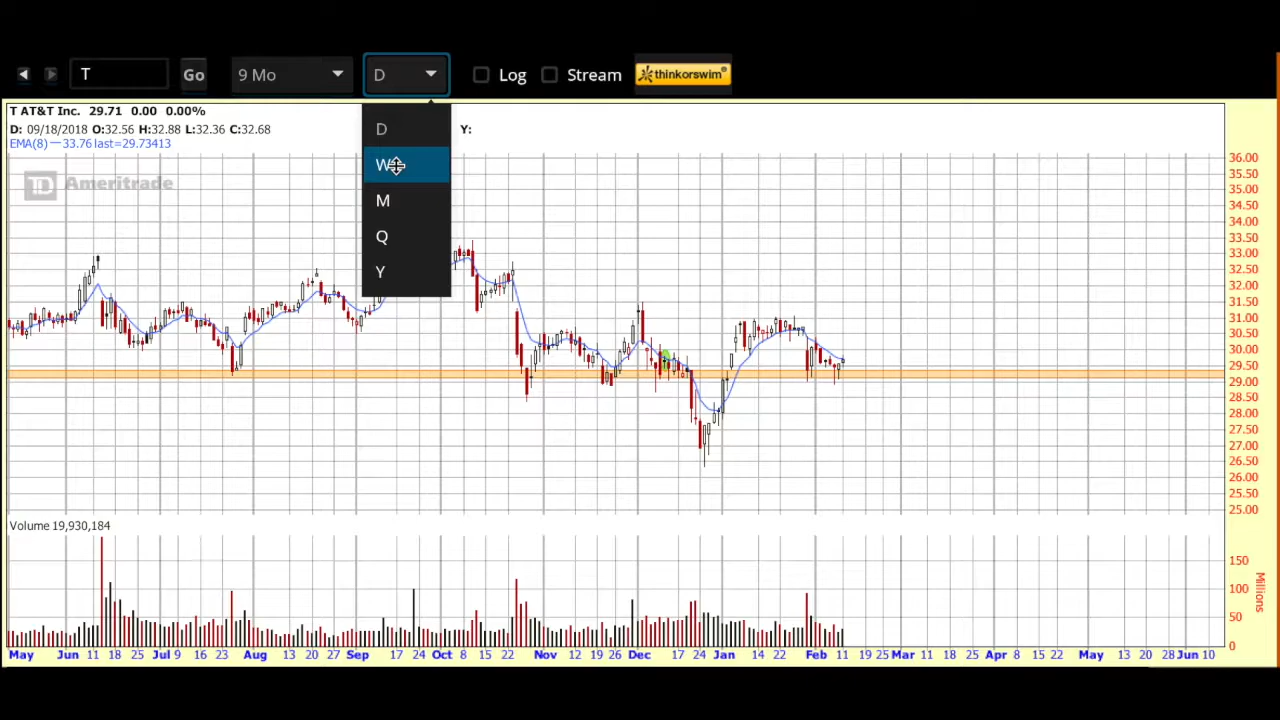 T Go 9 Mo D Log Stream thinkorswim®
T AT&T Inc. 29.71 0.00 0.00%
D: 09/18/2018 O:32.56 H:32.88 L:32.36 C:32.68 Y:
EMA(8) 33.76 last=29.73413
D
W
M
Q
Y
TD Ameritrade
36.00
35.50
35.00
34.50
34.00
33.50
33.00
32.50
32.00
31.50
31.00
30.50
30.00
29.50
29.00
28.50
28.00
27.50
27.00
26.50
26.00
25.50
25.00
Volume 19,930,184
150
100
50
0
Millions
May Jun 11 18 25 Jul 9 16 23 Aug 13 20 27 Sep 17 24 Oct 8 15 22 Nov 12 19 26 Dec 17 24 Jan 14 22 Feb 11 19 25 Mar 11 18 25 Apr 8 15 22 May 13 20 28 Jun 10